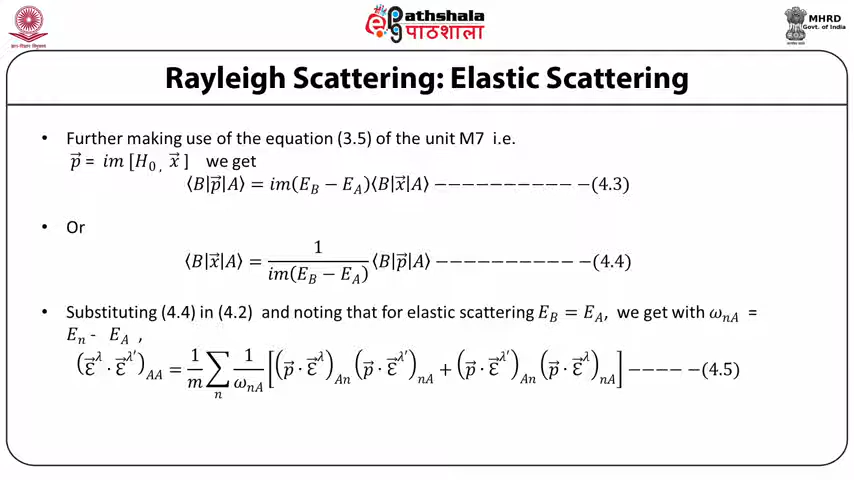 ePathshala
पाठशाला
MHRD
Govt. of India
Rayleigh Scattering: Elastic Scattering
• Further making use of the equation (3.5) of the unit M7 i.e.
p⃗ = im [H₀ , x⃗ ] we get
⟨B|p⃗|A⟩ = im(E_B − E_A)⟨B|x⃗|A⟩ −−−−−−−−−− −(4.3)
• Or
⟨B|x⃗|A⟩ = 1/(im(E_B − E_A)) ⟨B|p⃗|A⟩ −−−−−−−−−− −(4.4)
• Substituting (4.4) in (4.2) and noting that for elastic scattering E_B = E_A, we get with ω_nA =
E_n - E_A ,
(ε⃗^λ · ε⃗^λ′)_AA = 1/m ∑_n 1/ω_nA [(p⃗ · ε⃗^λ)_An (p⃗ · ε⃗^λ′)_nA + (p⃗ · ε⃗^λ′)_An (p⃗ · ε⃗^λ)_nA] −−−− −(4.5)